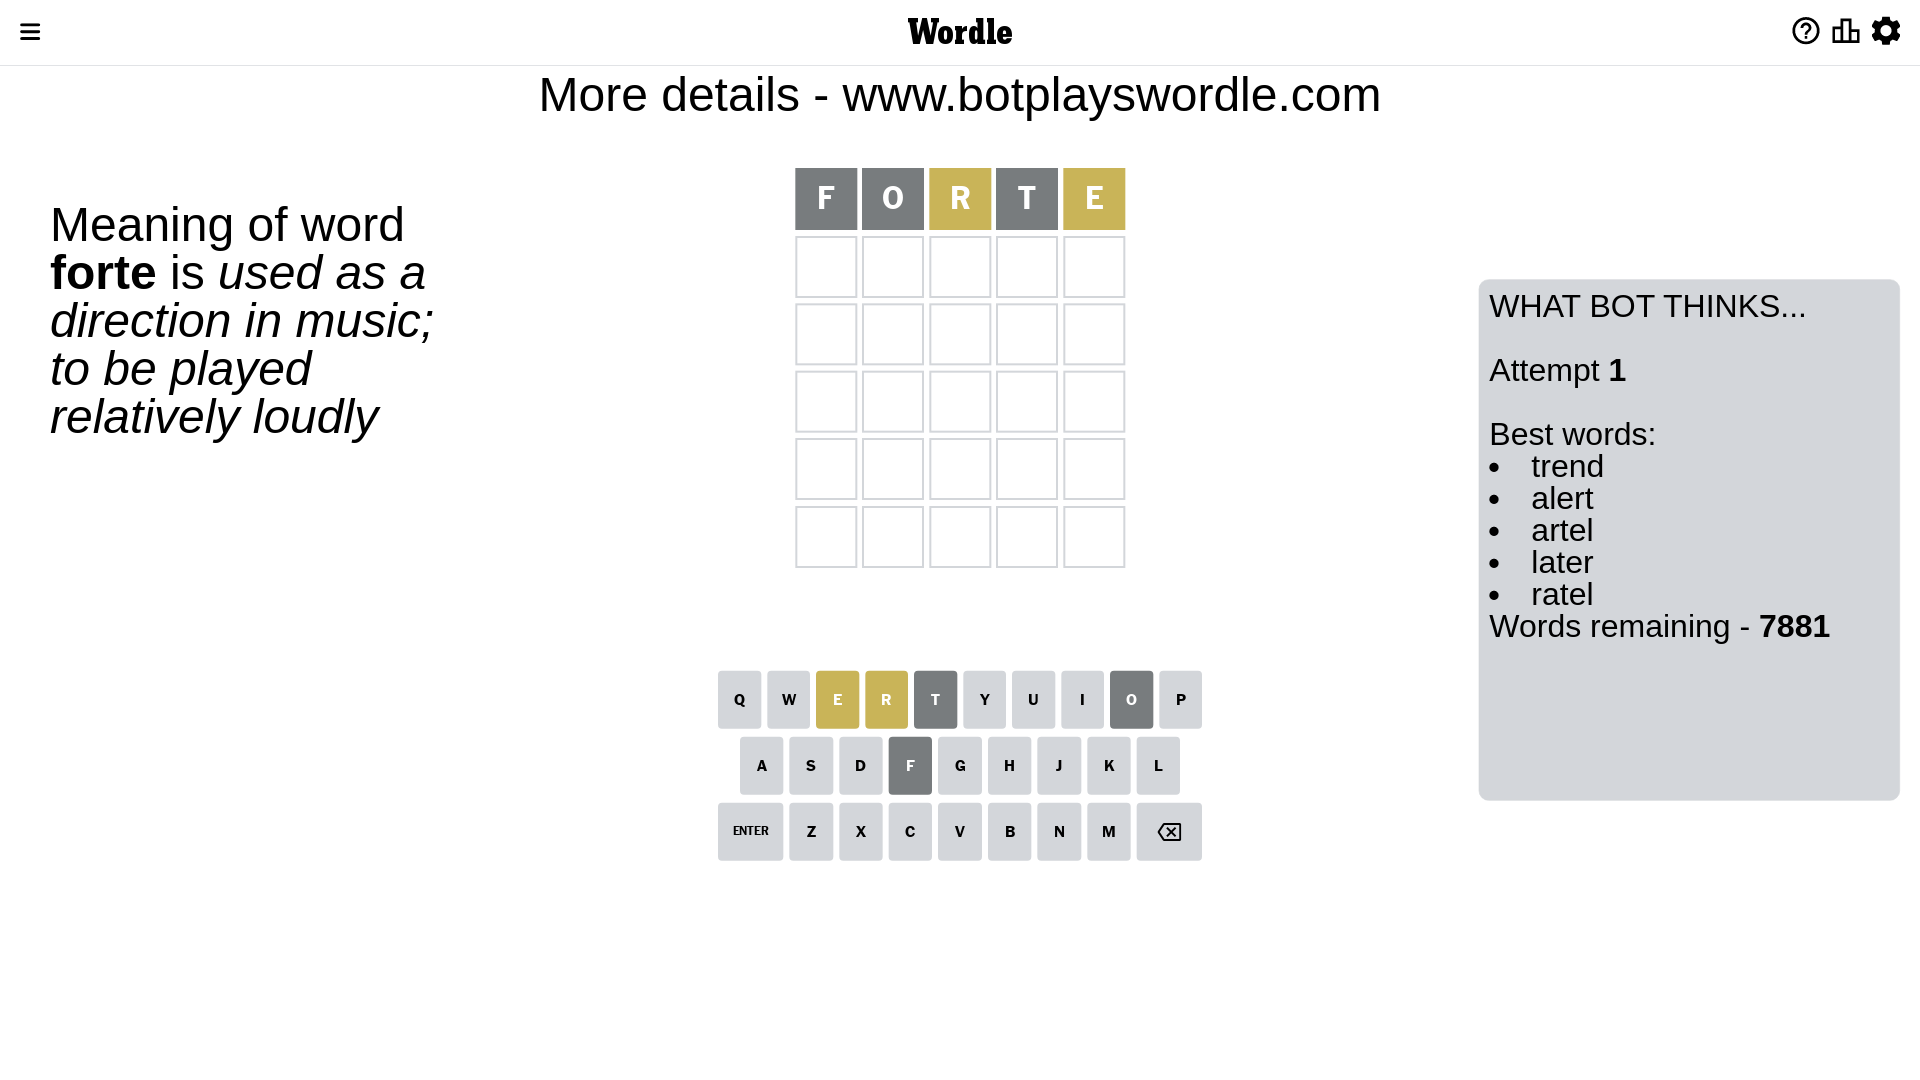 Wordle
More details - www.botplayswordle.com
Meaning of word
forte is used as a
direction in music;
to be played
relatively loudly
F O R T E
WHAT BOT THINKS...
Attempt 1
Best words:
• trend
• alert
• artel
• later
• ratel
Words remaining - 7881
Q W E R T Y U I O P
A S D F G H J K L
ENTER Z X C V B N M